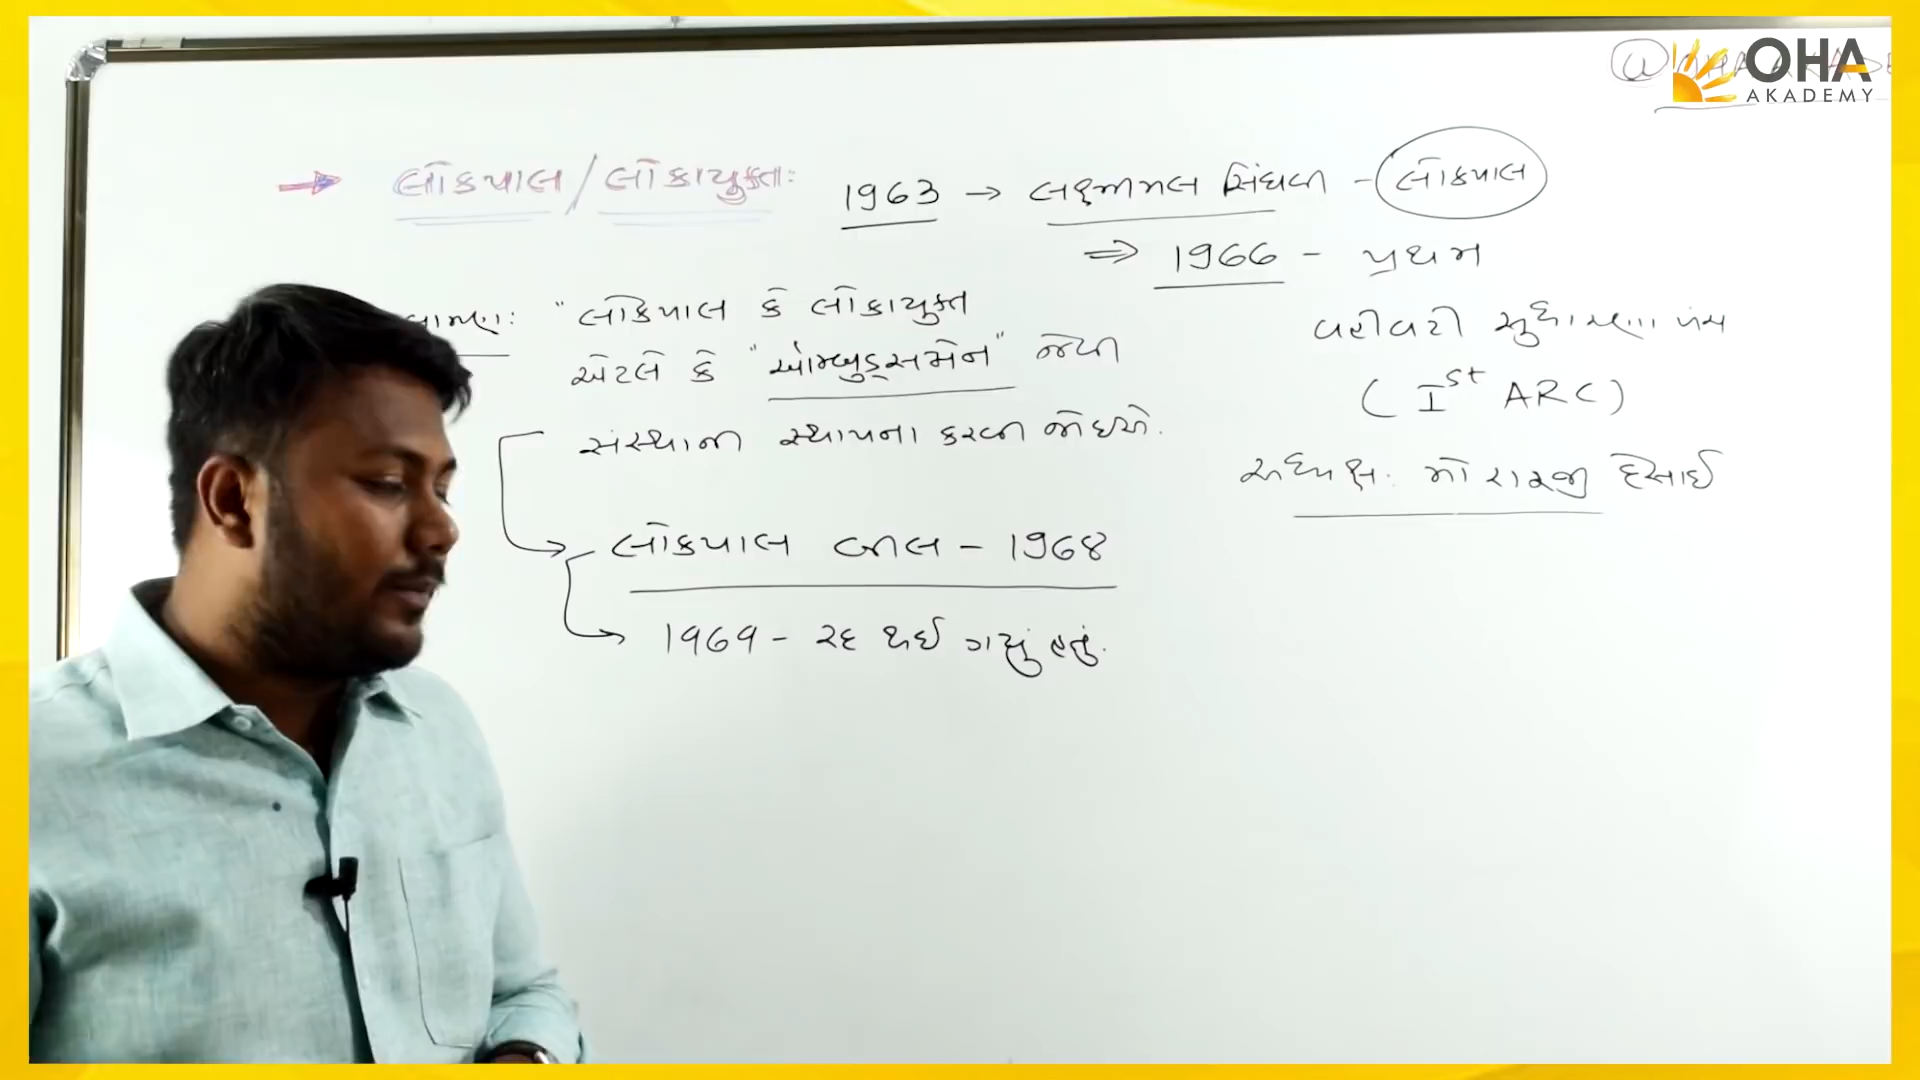 OHA
AKADEMY
→ લોકપાલ / લોકાયુક્તઃ
1963 → લક્ષ્મીમલ સિંઘવી - લોકપાલ
⇒ 1966 - પ્રથમ
વહીવટી સુધારણા પંચ
(Ist ARC)
અધ્યક્ષ: મોરારજી દેસાઈ
"લોકપાલ કે લોકાયુક્ત
એટલે કે "ઓમ્બુડ્સમેન" જેવી
સંસ્થાની સ્થાપના કરવી જોઇએ.
લોકપાલ બીલ - 1968
1969 - રદ થઈ ગયું હતું.